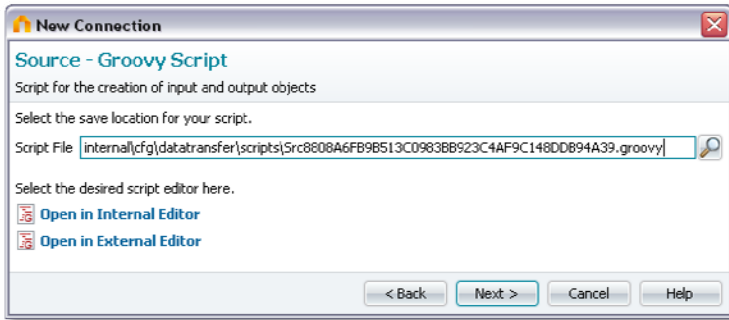 New Connection
Source - Groovy Script
Script for the creation of input and output objects
Select the save location for your script.
Script File internal\cfg\datatransfer\scripts\Src8808A6FB9B513C0983BB923C4AF9C148DDB94A39.groovy
Select the desired script editor here.
Open in Internal Editor
Open in External Editor
< Back Next > Cancel Help